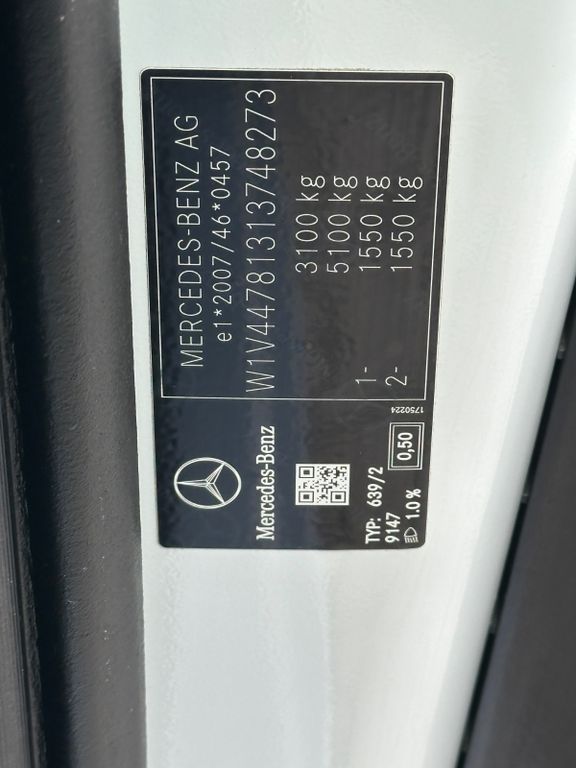 MERCEDES-BENZ AG
e1*2007/46*0457
W1V44781313748273
3100 kg
5100 kg
1- 1550 kg
2- 1550 kg
1750224
Mercedes-Benz
TYP: 639/2
9147
1.0 %
0,50